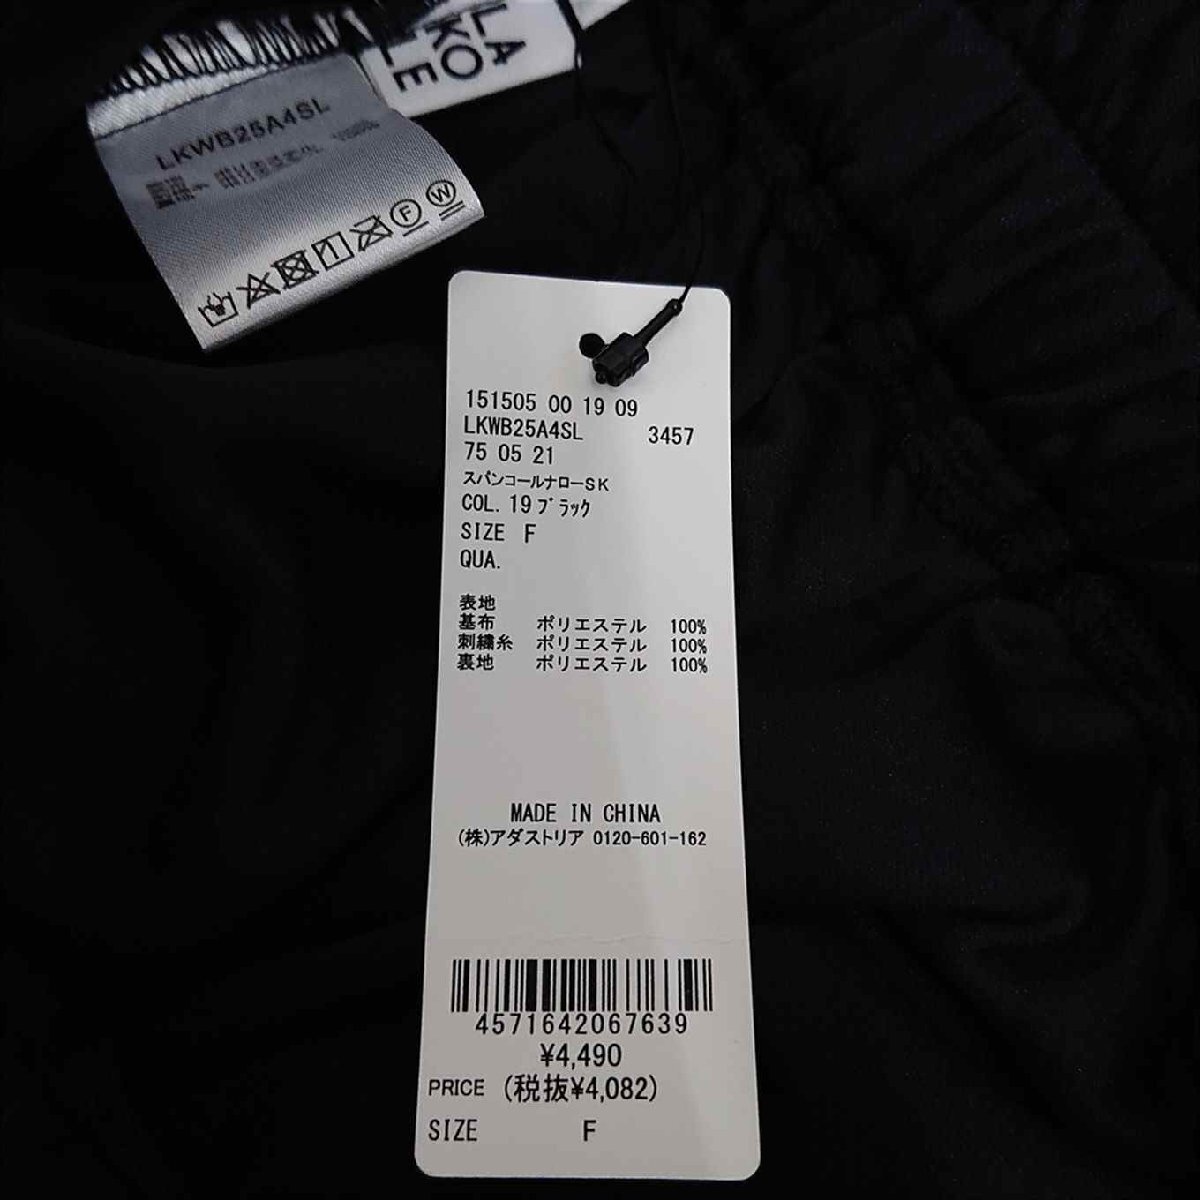 LA
KO
LE
LKWB25A4SL
100%
F
W
151505 00 19 09
LKWB25A4SL 3457
75 05 21
スパンコールナローSK
COL. 19 ブラック
SIZE F
QUA.
表地
基布 ポリエステル 100%
刺繍糸 ポリエステル 100%
裏地 ポリエステル 100%
MADE IN CHINA
(株)アダストリア 0120-601-162
4571642067639
¥4,490
PRICE (税抜¥4,082)
SIZE F